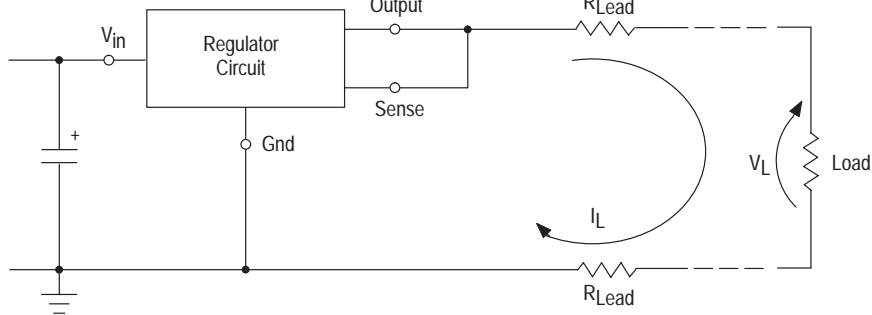 Output
RLead
Vin
Regulator
Circuit
Sense
+
Gnd
VL
Load
IL
RLead